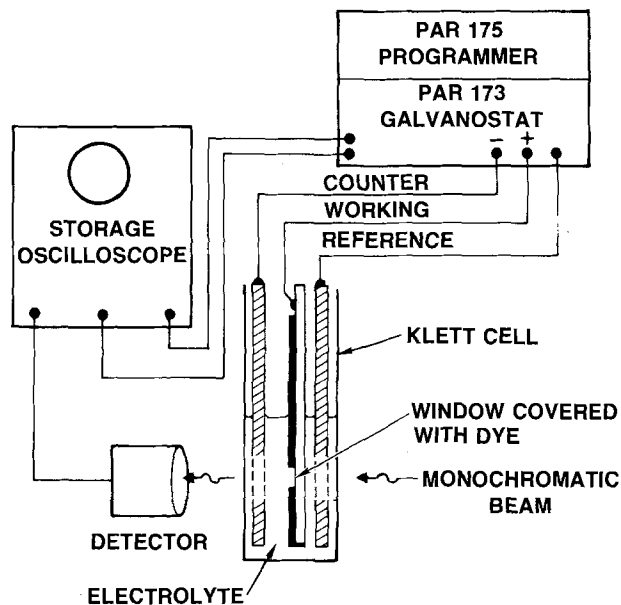 PAR 175
PROGRAMMER
PAR 173
GALVANOSTAT
− +
COUNTER
WORKING
REFERENCE
STORAGE
OSCILLOSCOPE
KLETT CELL
WINDOW COVERED
WITH DYE
MONOCHROMATIC
BEAM
DETECTOR
ELECTROLYTE